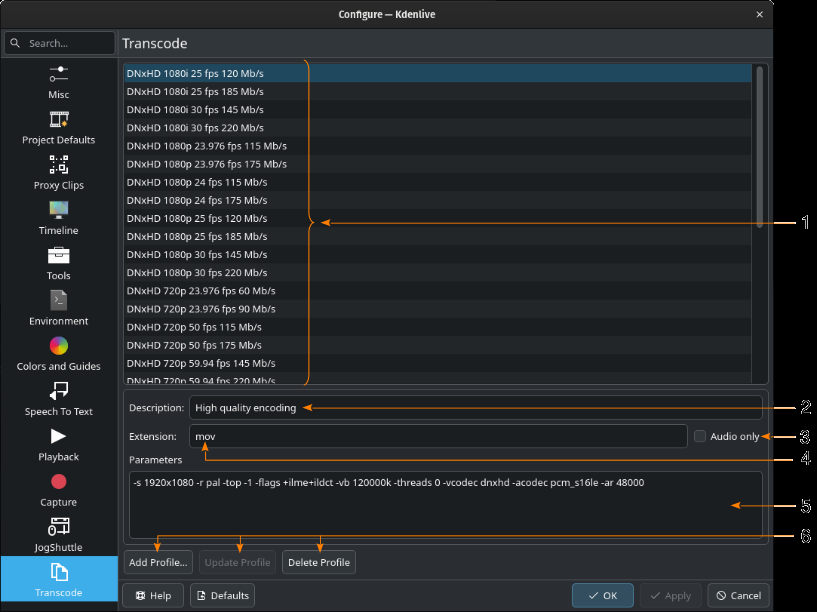 Configure — Kdenlive
Search...
Transcode
Misc
Project Defaults
Proxy Clips
Timeline
Tools
Environment
Colors and Guides
Speech To Text
Playback
Capture
JogShuttle
Transcode
DNxHD 1080i 25 fps 120 Mb/s
DNxHD 1080i 25 fps 185 Mb/s
DNxHD 1080i 30 fps 145 Mb/s
DNxHD 1080i 30 fps 220 Mb/s
DNxHD 1080p 23.976 fps 115 Mb/s
DNxHD 1080p 23.976 fps 175 Mb/s
DNxHD 1080p 24 fps 115 Mb/s
DNxHD 1080p 24 fps 175 Mb/s
DNxHD 1080p 25 fps 120 Mb/s
DNxHD 1080p 25 fps 185 Mb/s
DNxHD 1080p 30 fps 145 Mb/s
DNxHD 1080p 30 fps 220 Mb/s
DNxHD 720p 23.976 fps 60 Mb/s
DNxHD 720p 23.976 fps 90 Mb/s
DNxHD 720p 50 fps 115 Mb/s
DNxHD 720p 50 fps 175 Mb/s
DNxHD 720p 59.94 fps 145 Mb/s
DNxHD 720p 59.94 fps 220 Mb/s
1
Description: High quality encoding 2
Extension: mov Audio only 3
Parameters 4
-s 1920x1080 -r pal -top -1 -flags +ilme+ildct -vb 120000k -threads 0 -vcodec dnxhd -acodec pcm_s16le -ar 48000
5
6
Add Profile... Update Profile Delete Profile
Help Defaults OK Apply Cancel